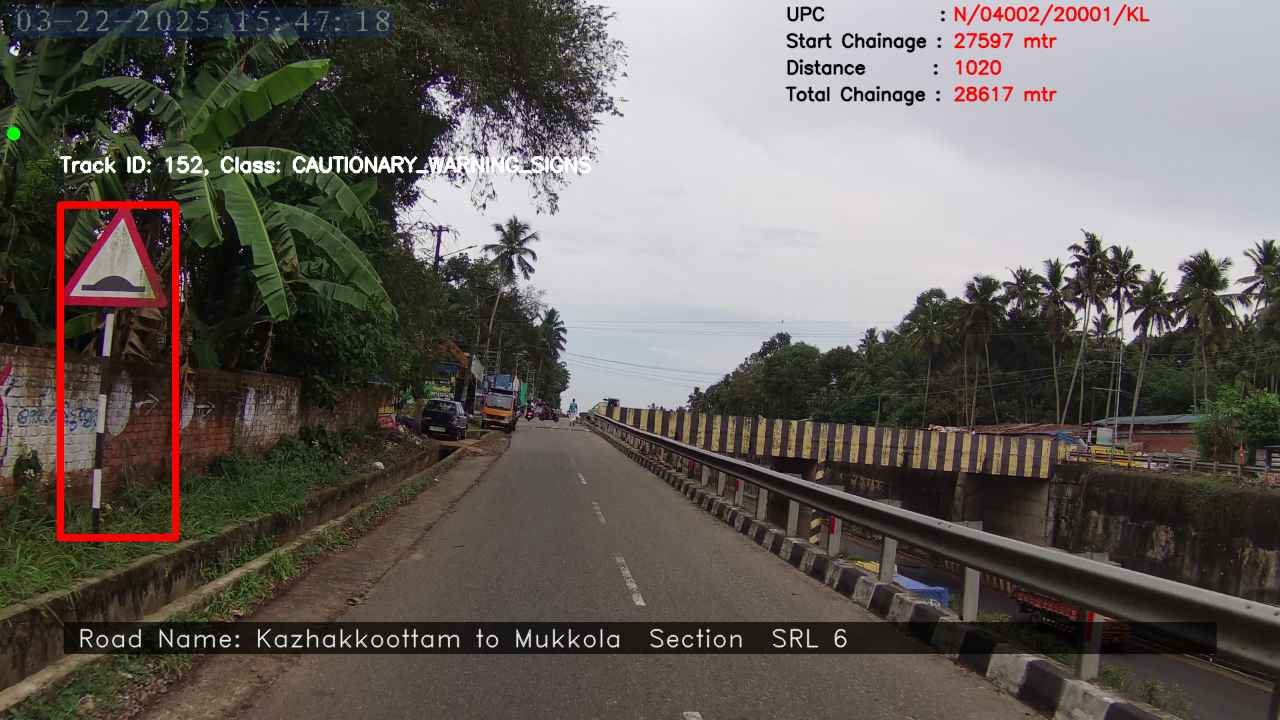 03-22-2025 15:47:18
UPC : N/04002/20001/KL
Start Chainage : 27597 mtr
Distance : 1020
Total Chainage : 28617 mtr
Track ID: 152, Class: CAUTIONARY_WARNING_SIGNS
Road Name: Kazhakkoottam to Mukkola Section SRL 6